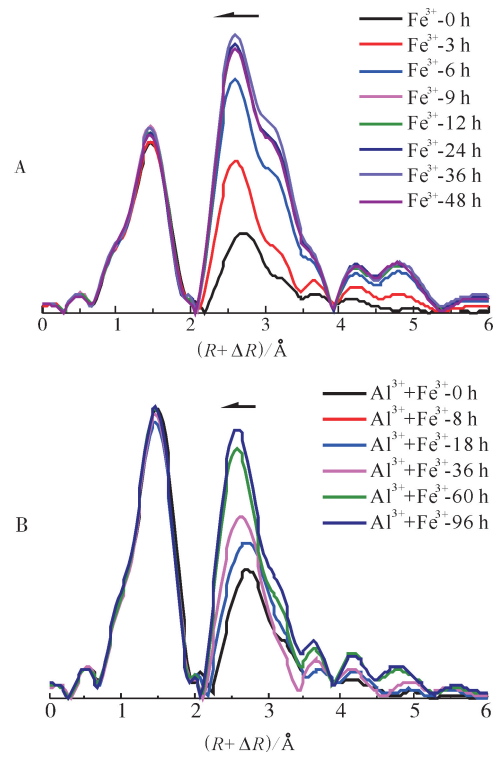 Fe³⁺-0 h
Fe³⁺-3 h
Fe³⁺-6 h
Fe³⁺-9 h
Fe³⁺-12 h
Fe³⁺-24 h
Fe³⁺-36 h
Fe³⁺-48 h
A
0 1 2 3 4 5 6
(R+ΔR)/Å
Al³⁺+Fe³⁺-0 h
Al³⁺+Fe³⁺-8 h
Al³⁺+Fe³⁺-18 h
Al³⁺+Fe³⁺-36 h
Al³⁺+Fe³⁺-60 h
Al³⁺+Fe³⁺-96 h
B
0 1 2 3 4 5 6
(R+ΔR)/Å